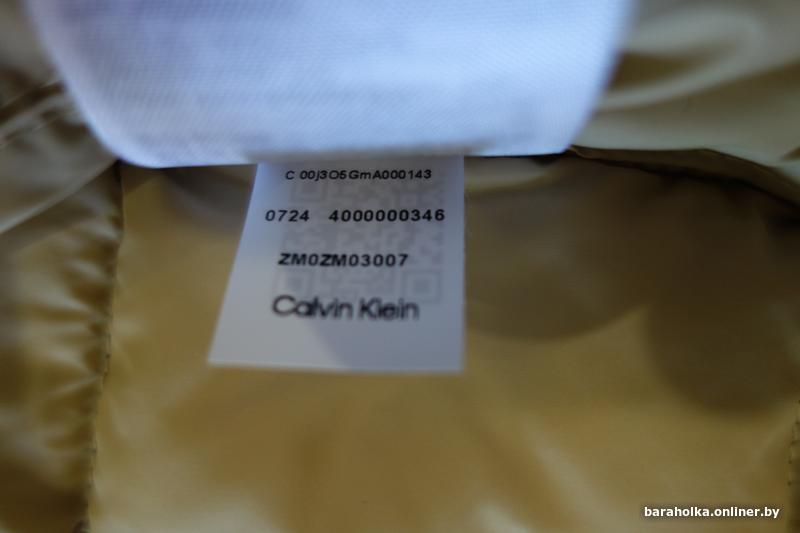 C 00j3O5GmA000143
0724 4000000346
ZM0ZM03007
Calvin Klein
baraholka.onliner.by